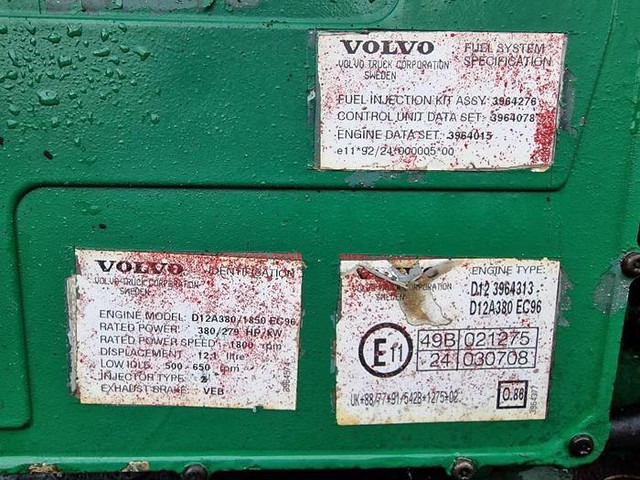 VOLVO
FUEL SYSTEM
SPECIFICATION
VOLVO TRUCK CORPORATION
SWEDEN
FUEL INJECTION KIT ASSY: 3964276
CONTROL UNIT DATA SET: 3964078
ENGINE DATA SET: 3964015
e11*92/24*000005*00
VOLVO IDENTIFICATION
VOLVO TRUCK CORPORATION
SWEDEN
ENGINE MODEL: D12A380/1850 EC96
RATED POWER: 380/279 HP/KW
RATED POWER SPEED: 1800 rpm
DISPLACEMENT: 12.1 litre
LOW IDLE: 500-650 rpm
INJECTOR TYPE: 2
EXHAUST BRAKE: VEB
ENGINE TYPE:
VOLVO TRUCK CORPORATION
SWEDEN
D12 3964313-
D12A380 EC96
E11
49B 021275
24 030708
UK*88/77*91/542B*1275*02
0.86